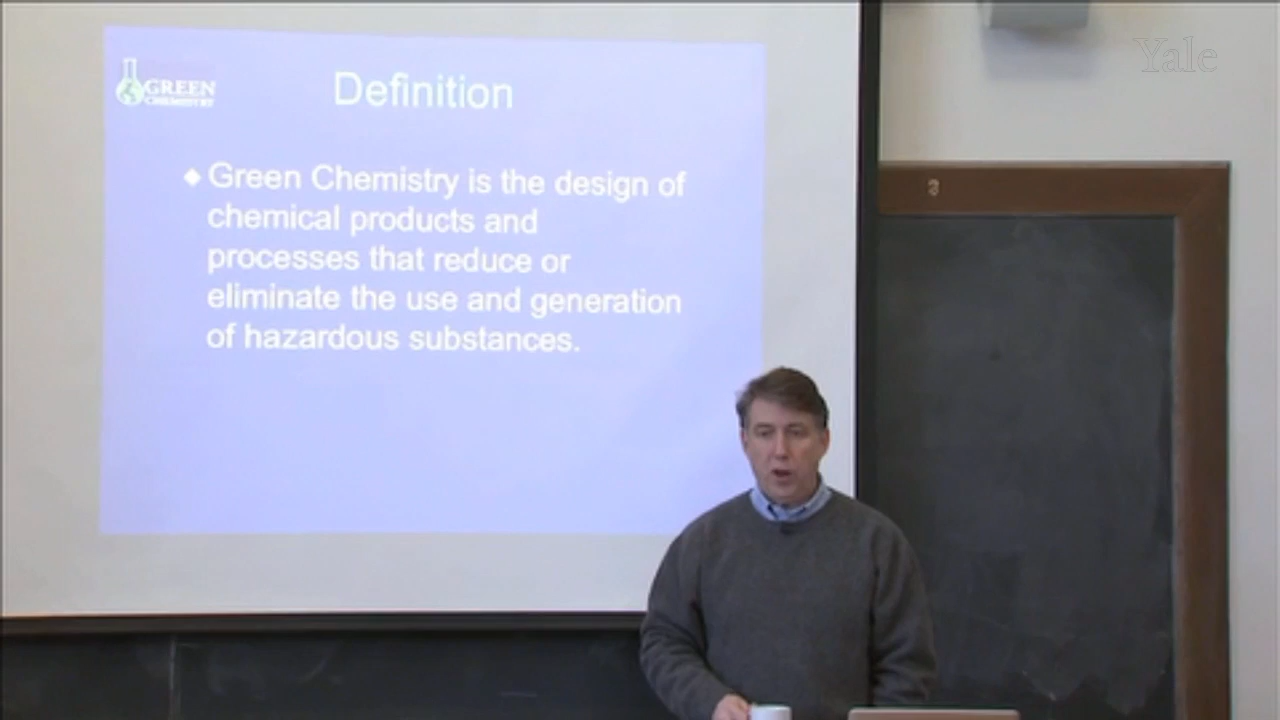 Yale
GREEN
CHEMISTRY
Definition
Green Chemistry is the design of
chemical products and
processes that reduce or
eliminate the use and generation
of hazardous substances.
3